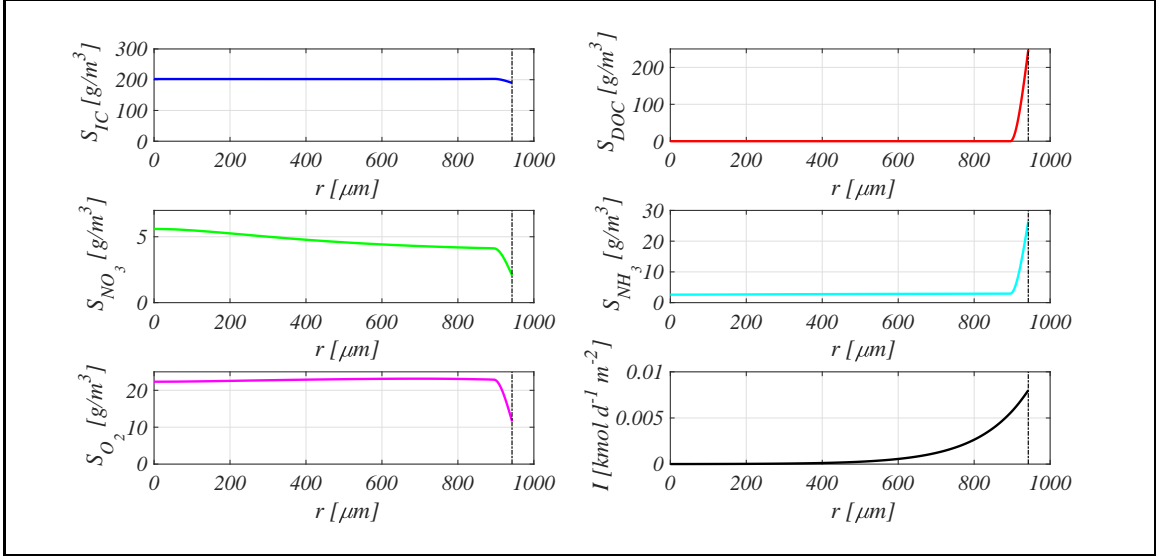 S_IC [g/m^3]
300
200
100
0
0 200 400 600 800 1000
r [μm]
S_DOC [g/m^3]
200
100
0
0 200 400 600 800 1000
r [μm]
S_NO_3 [g/m^3]
5
0
0 200 400 600 800 1000
r [μm]
S_NH_3 [g/m^3]
30
20
10
0
0 200 400 600 800 1000
r [μm]
S_O_2 [g/m^3]
20
10
0
0 200 400 600 800 1000
r [μm]
I [kmol d^-1 m^-2]
0.01
0.005
0
0 200 400 600 800 1000
r [μm]